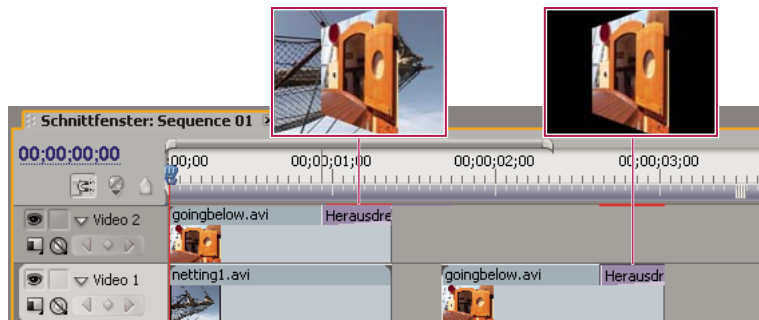 Schnittfenster: Sequence 01
00;00;00;00
00;00 00;00;01;00 00;00;02;00 00;00;03;00
Video 2
goingbelow.avi Herausdre
Video 1
netting1.avi goingbelow.avi Herausdr